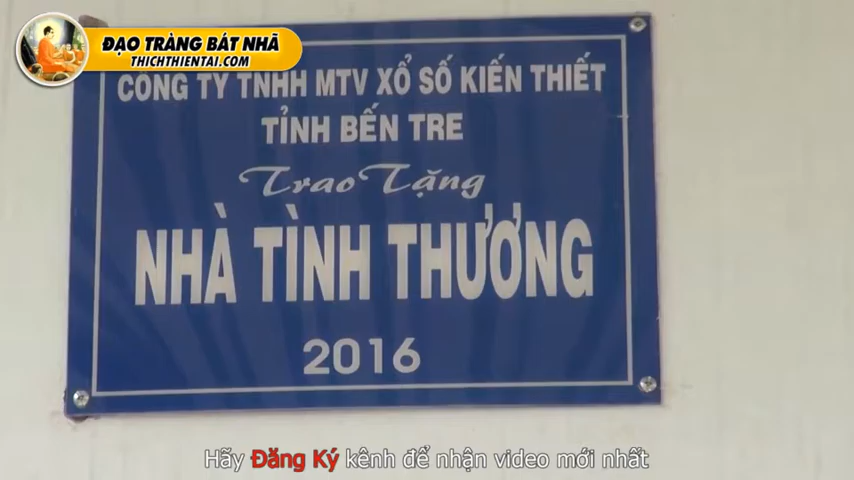 ĐẠO TRÀNG BÁT NHÃ
THICHTHIENTAI.COM
CÔNG TY TNHH MTV XỔ SỐ KIẾN THIẾT
TỈNH BẾN TRE
Trao Tặng
NHÀ TÌNH THƯƠNG
2016
Hãy Đăng Ký kênh để nhận video mới nhất